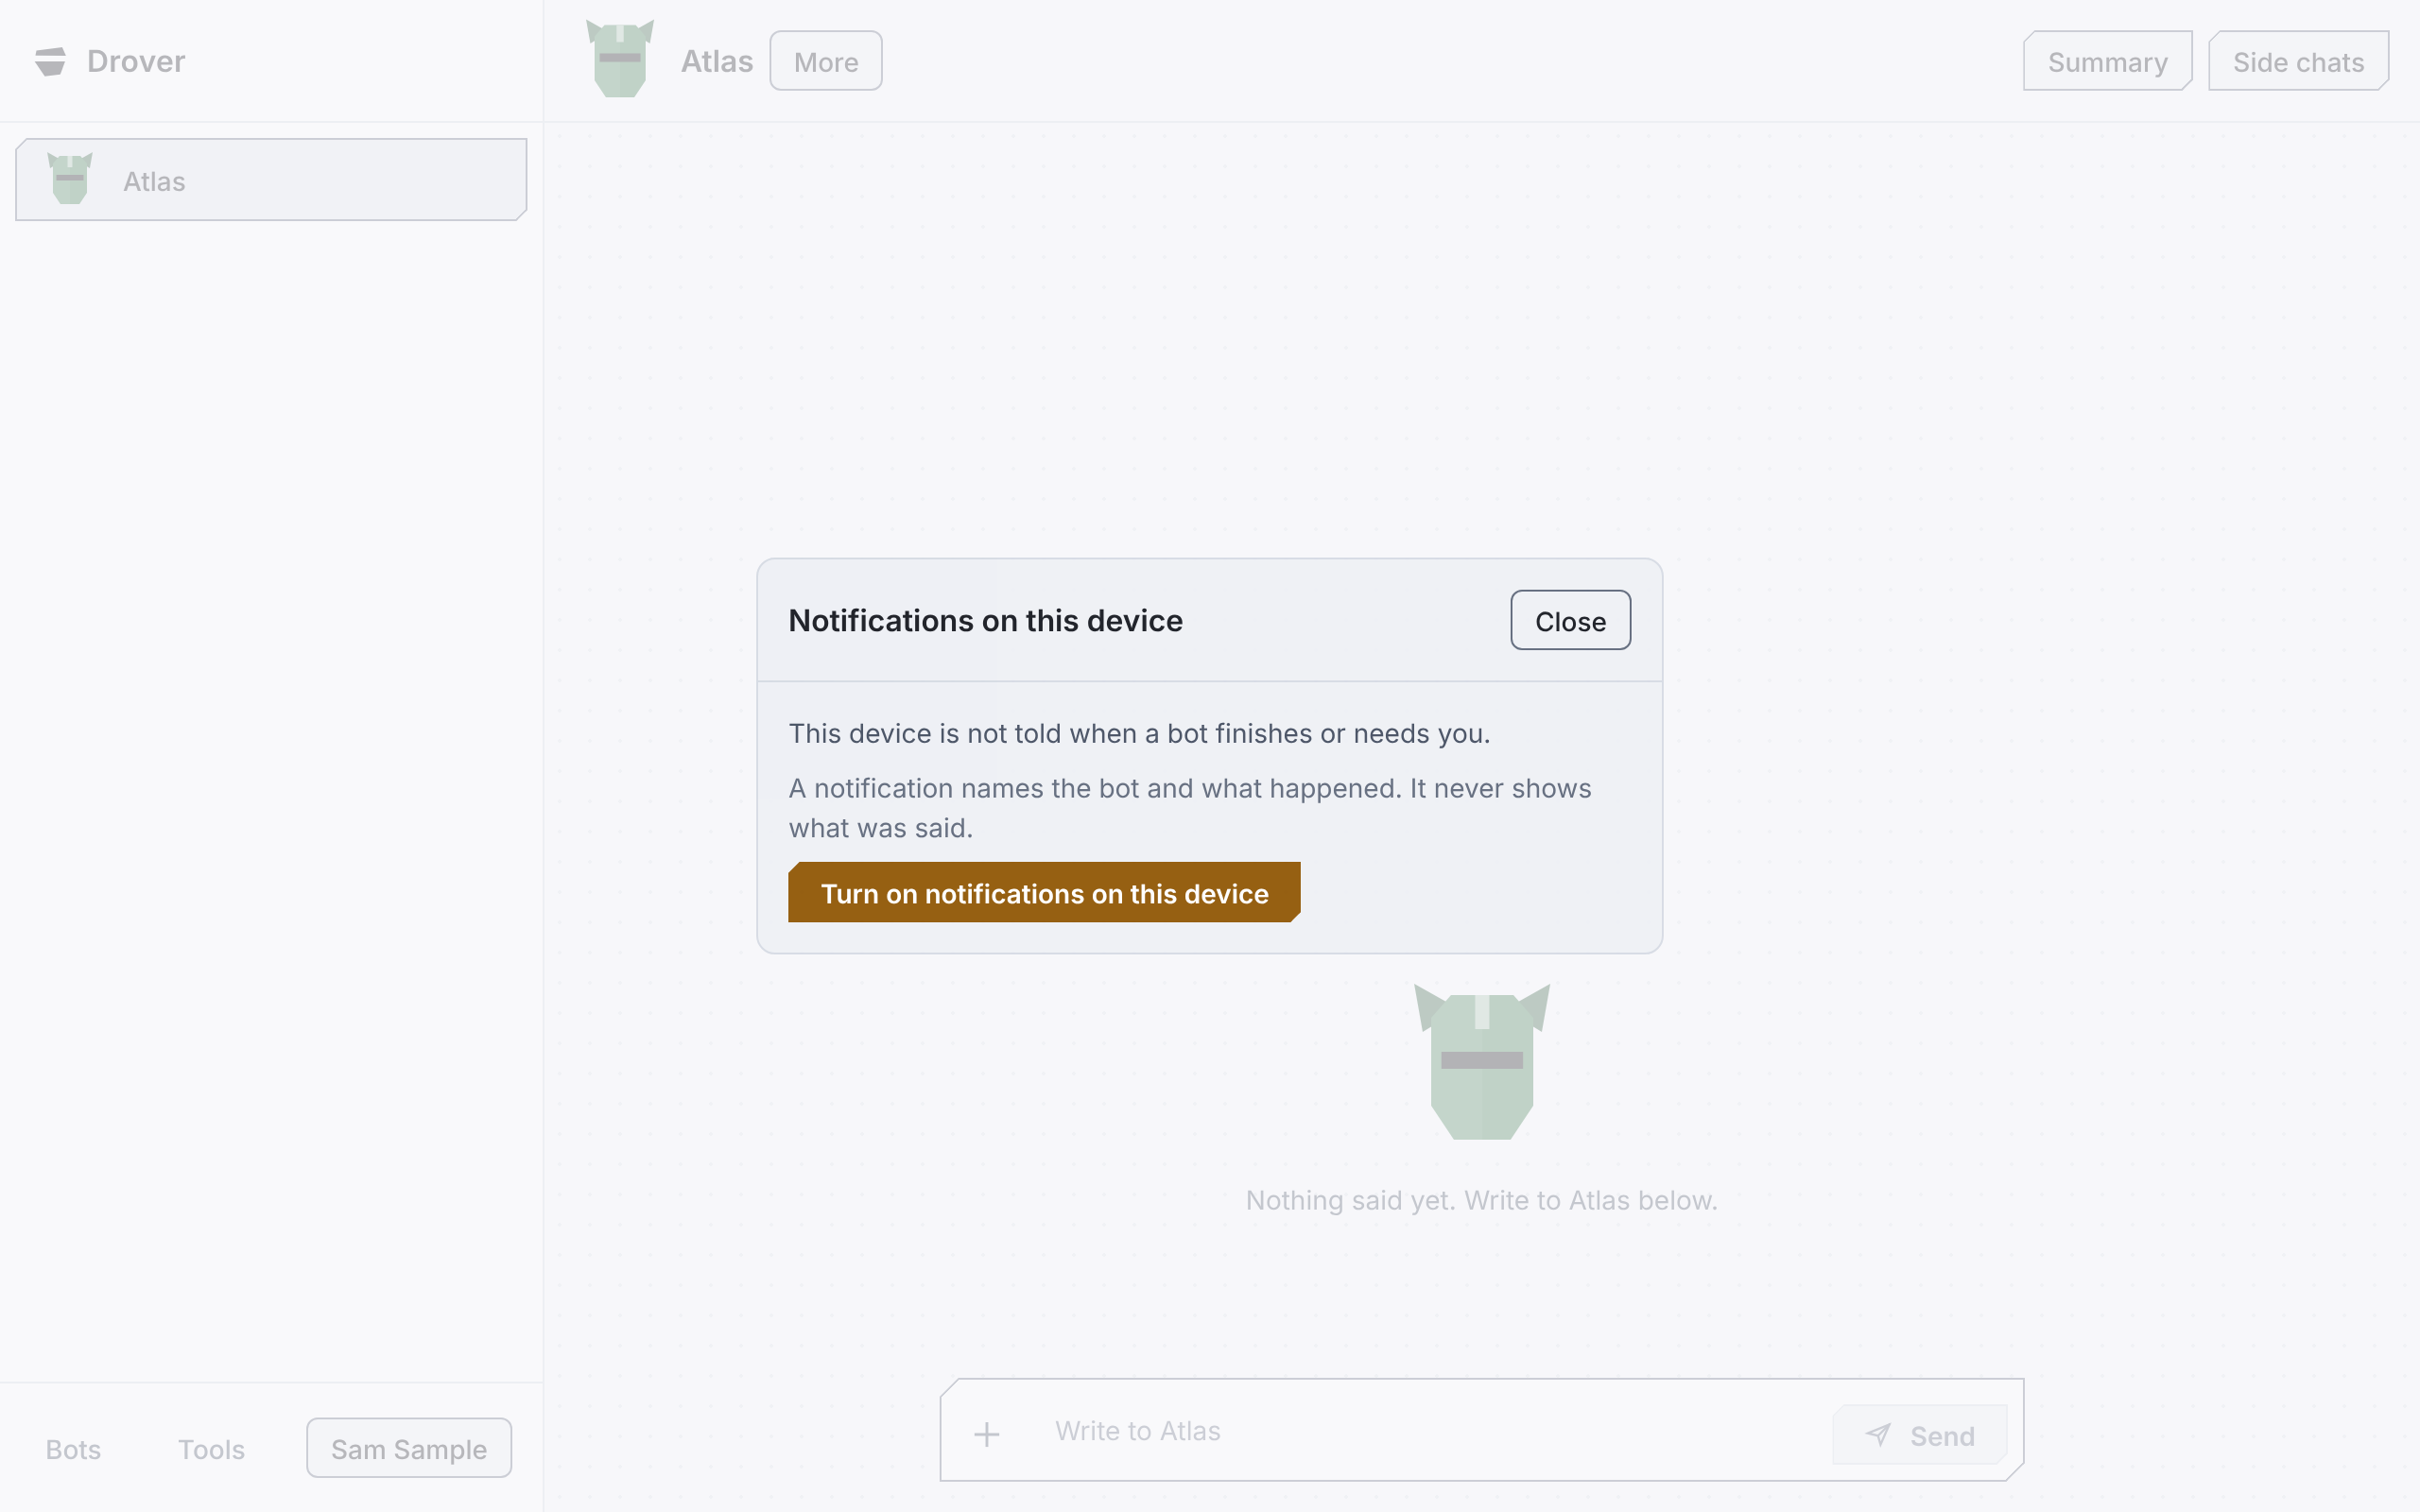 Drover
Atlas
More
Summary
Side chats
Atlas
Notifications on this device
Close
This device is not told when a bot finishes or needs you.
A notification names the bot and what happened. It never shows
what was said.
Turn on notifications on this device
Nothing said yet. Write to Atlas below.
Write to Atlas
Send
Bots
Tools
Sam Sample